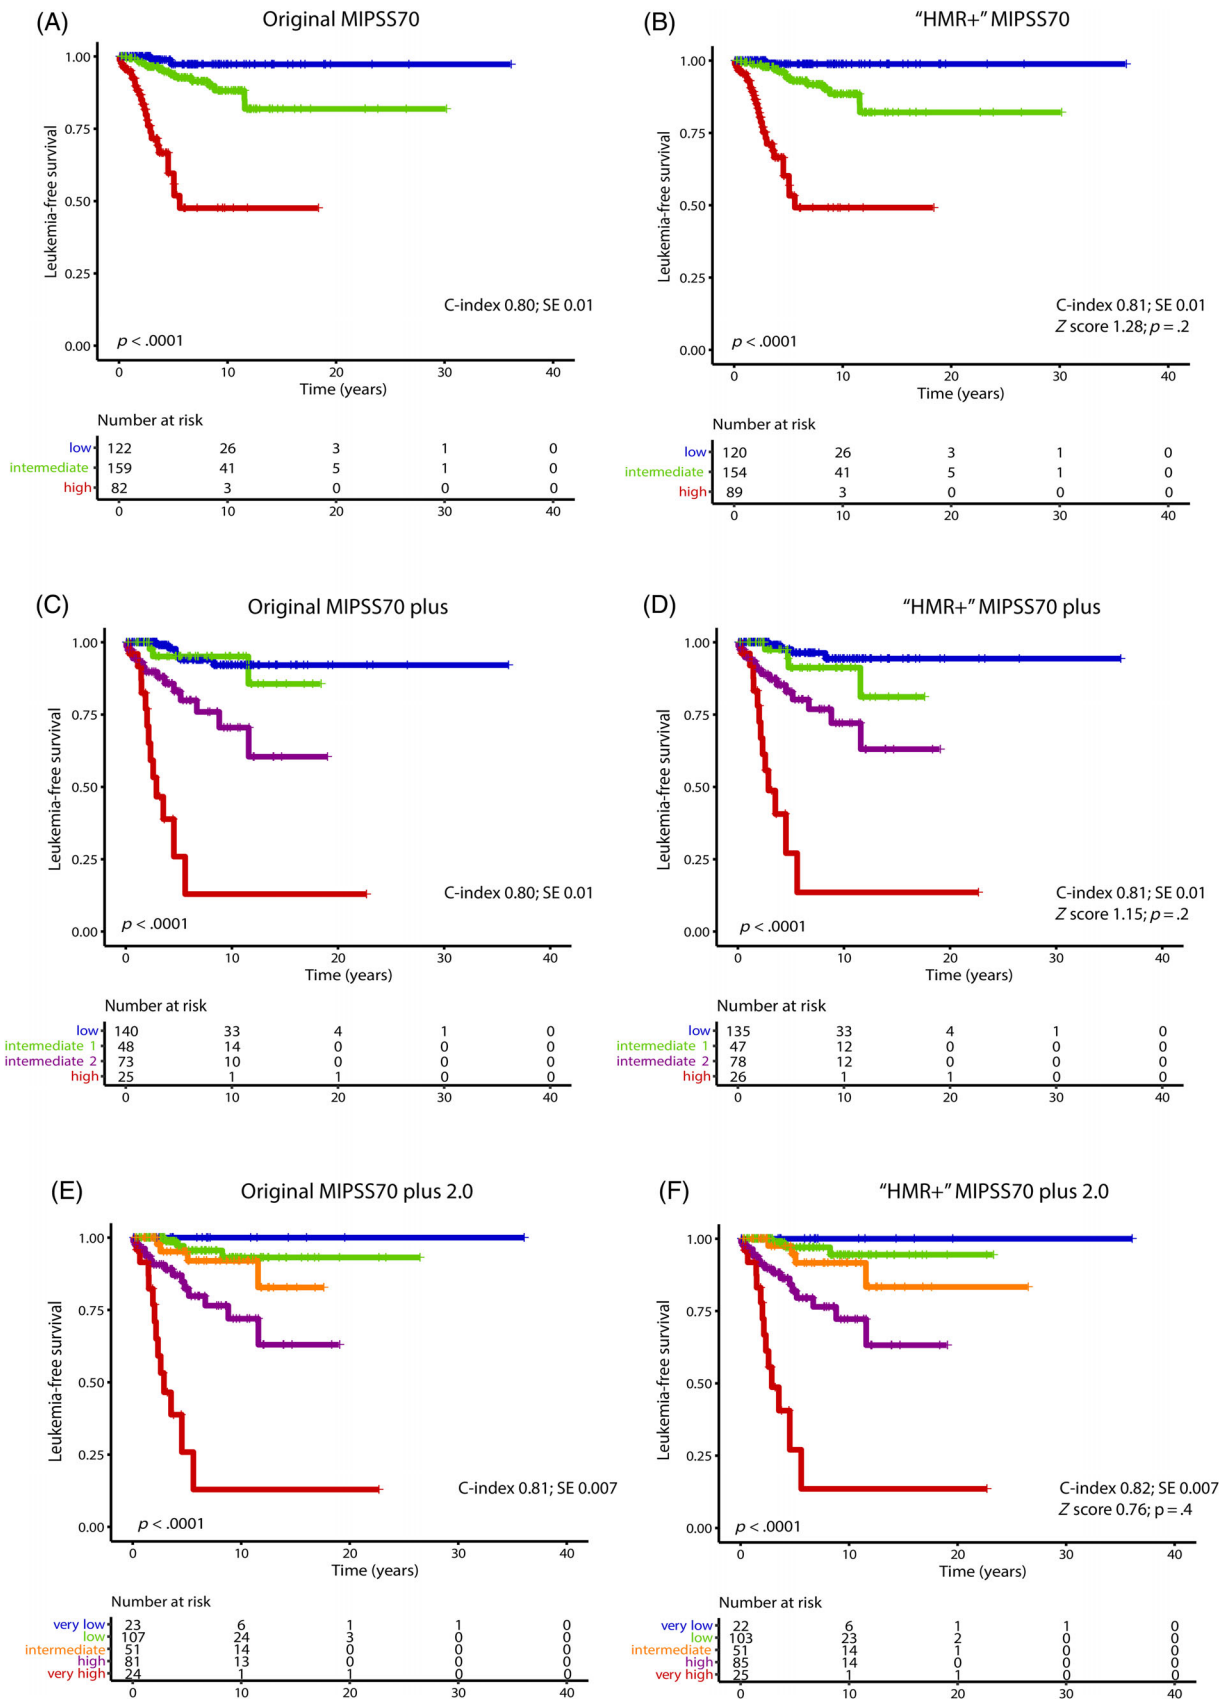 (A) Original MIPSS70
1.00
0.75
0.50
0.25
0.00
Leukemia-free survival
C-index 0.80; SE 0.01
p < .0001
0 10 20 30 40
Time (years)
Number at risk
low 122 26 3 1 0
intermediate 159 41 5 1 0
high 82 3 0 0 0
0 10 20 30 40
(B) “HMR+” MIPSS70
1.00
0.75
0.50
0.25
0.00
Leukemia-free survival
C-index 0.81; SE 0.01
Z score 1.28; p = .2
p < .0001
0 10 20 30 40
Time (years)
Number at risk
low 120 26 3 1 0
intermediate 154 41 5 1 0
high 89 3 0 0 0
0 10 20 30 40
(C) Original MIPSS70 plus
1.00
0.75
0.50
0.25
0.00
Leukemia-free survival
C-index 0.80; SE 0.01
p < .0001
0 10 20 30 40
Time (years)
Number at risk
low 140 33 4 1 0
intermediate 1 48 14 0 0 0
intermediate 2 73 10 0 0 0
high 25 1 1 0 0
0 10 20 30 40
(D) “HMR+” MIPSS70 plus
1.00
0.75
0.50
0.25
0.00
Leukemia-free survival
C-index 0.81; SE 0.01
Z score 1.15; p = .2
p < .0001
0 10 20 30 40
Time (years)
Number at risk
low 135 33 4 1 0
intermediate 1 47 12 0 0 0
intermediate 2 78 12 0 0 0
high 26 1 1 0 0
0 10 20 30 40
(E) Original MIPSS70 plus 2.0
1.00
0.75
0.50
0.25
0.00
Leukemia-free survival
C-index 0.81; SE 0.007
p < .0001
0 10 20 30 40
Time (years)
Number at risk
very low 23 6 1 1 0
low 107 24 3 0 0
intermediate 51 14 0 0 0
high 81 13 0 0 0
very high 24 1 1 0 0
0 10 20 30 40
(F) “HMR+” MIPSS70 plus 2.0
1.00
0.75
0.50
0.25
0.00
Leukemia-free survival
C-index 0.82; SE 0.007
Z score 0.76; p = .4
p < .0001
0 10 20 30 40
Time (years)
Number at risk
very low 22 6 1 1 0
low 103 23 2 0 0
intermediate 51 14 1 0 0
high 85 14 0 0 0
very high 25 1 1 0 0
0 10 20 30 40